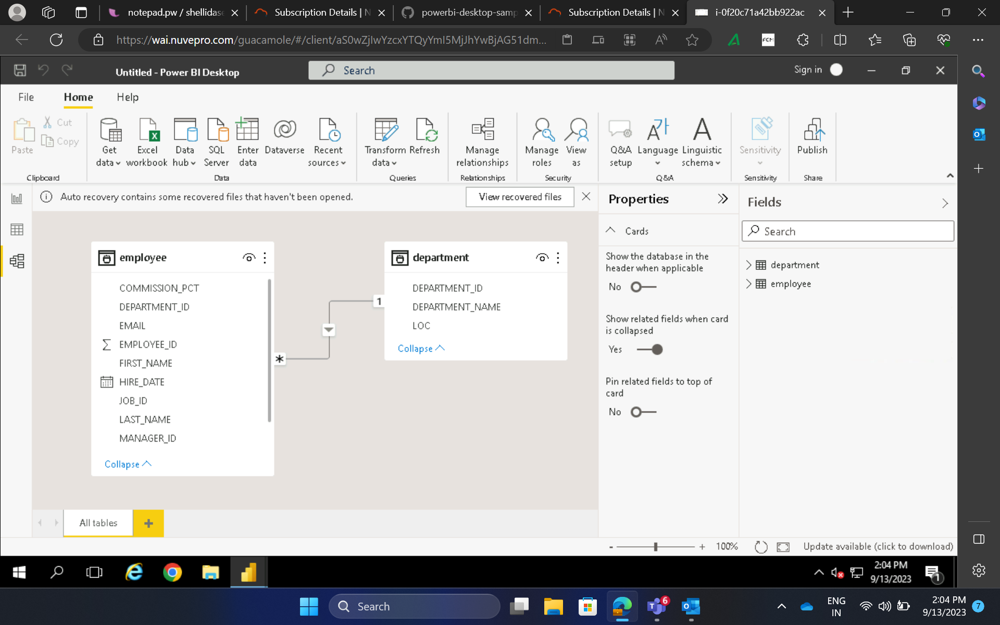 notepad.pw / shellidase
Subscription Details | N
powerbi-desktop-samp
Subscription Details | N
i-0f20c71a42bb922ac
https://wai.nuvepro.com/guacamole/#/client/aS0wZjIwYzcxYTQyYmI5MjJhYwBjAG51dm...
FCM
Untitled - Power BI Desktop
Search
Sign in
File
Home
Help
Paste
Cut
Copy
Clipboard
Get data
Excel workbook
Data hub
SQL Server
Enter data
Dataverse
Recent sources
Data
Transform data
Refresh
Queries
Manage relationships
Relationships
Manage roles
View as
Security
Q&A setup
Language
Linguistic schema
Q&A
Sensitivity
Sensitivity
Publish
Share
Auto recovery contains some recovered files that haven't been opened.
View recovered files
employee
COMMISSION_PCT
DEPARTMENT_ID
EMAIL
EMPLOYEE_ID
FIRST_NAME
HIRE_DATE
JOB_ID
LAST_NAME
MANAGER_ID
Collapse
*
1
department
DEPARTMENT_ID
DEPARTMENT_NAME
LOC
Collapse
Properties
Cards
Show the database in the
header when applicable
No
Show related fields when card
is collapsed
Yes
Pin related fields to top of
card
No
Fields
Search
department
employee
All tables
+
- + 100%
Update available (click to download)
2:04 PM
9/13/2023
1
Search
6
ENG
IN
2:04 PM
9/13/2023
7